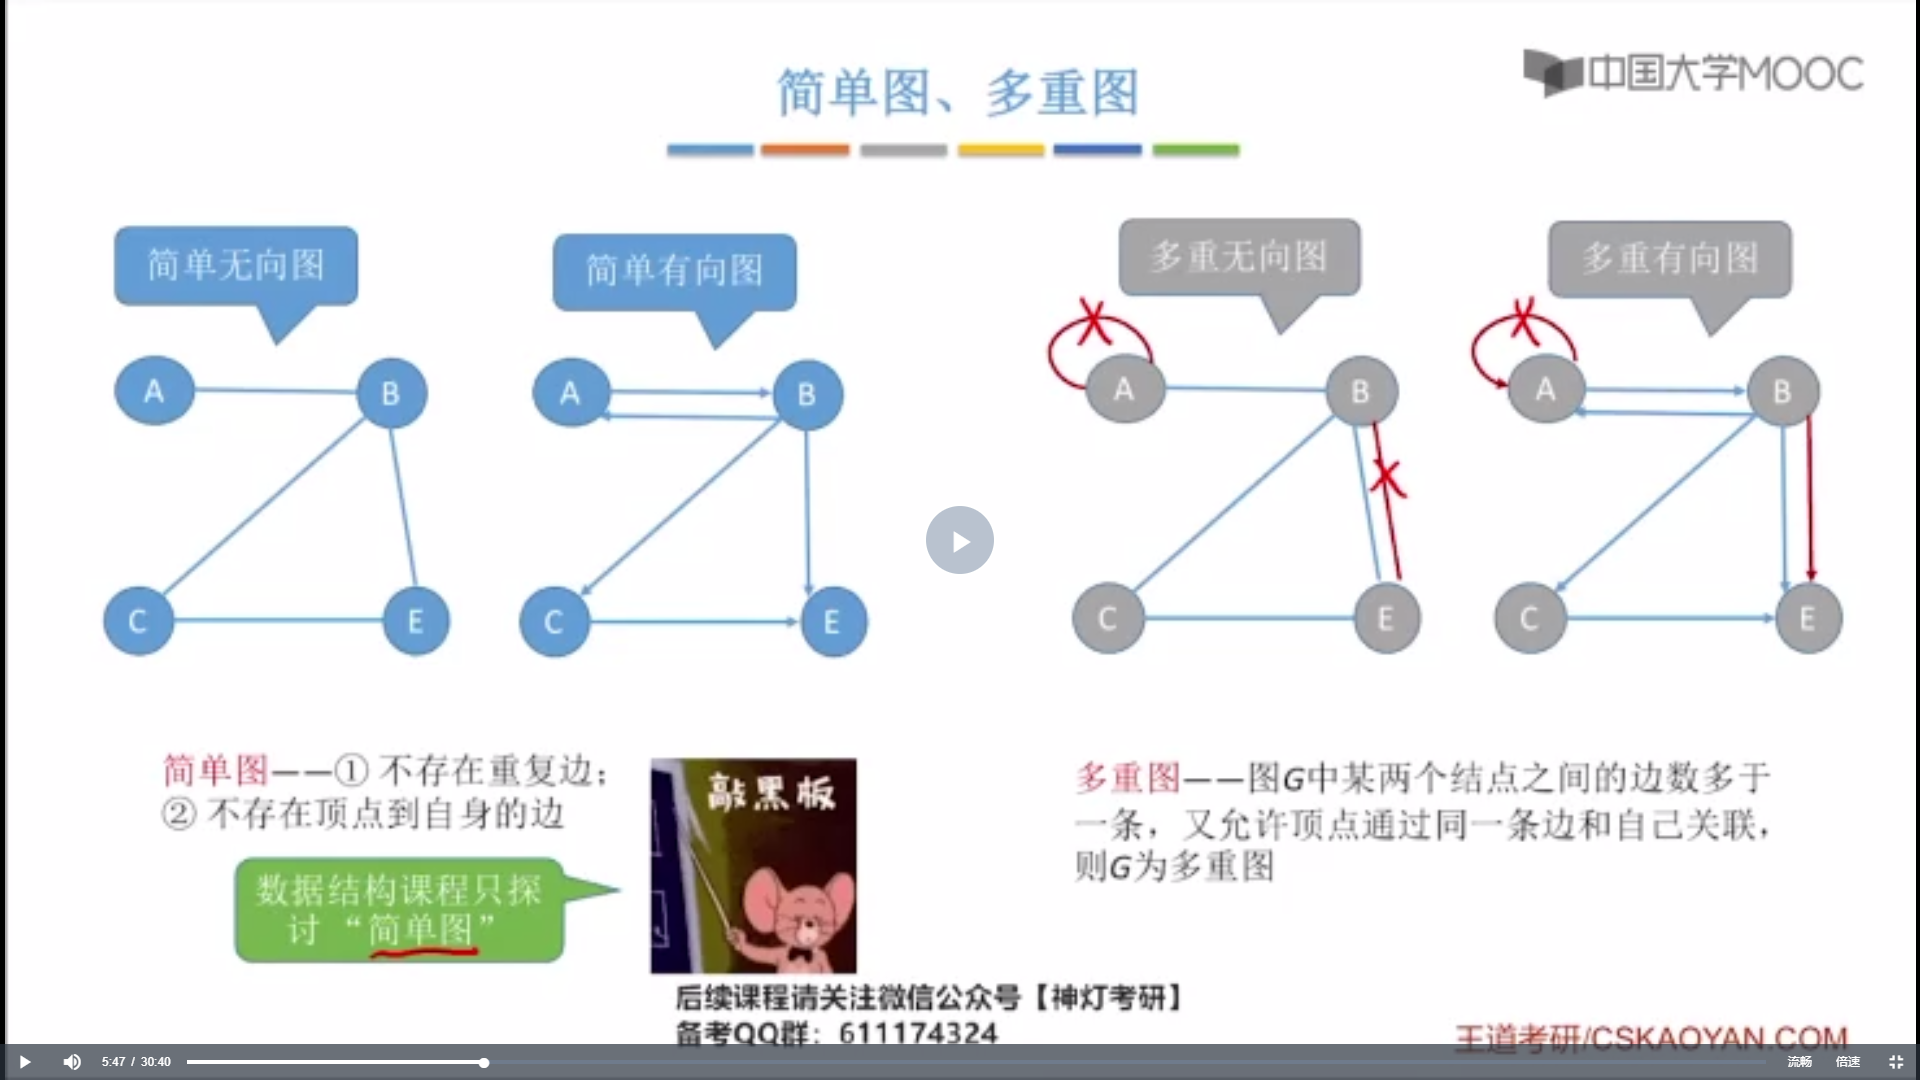 简单图、多重图
中国大学MOOC
简单无向图
简单有向图
多重无向图
多重有向图
A
B
C
E
A
B
C
E
A
B
C
E
A
B
C
E
简单图——① 不存在重复边；
② 不存在顶点到自身的边
数据结构课程只探
讨“简单图”
敲黑板
多重图——图G中某两个结点之间的边数多于
一条，又允许顶点通过同一条边和自己关联，
则G为多重图
后续课程请关注微信公众号【神灯考研】
备考QQ群：611174324
王道考研/CSKAOYAN.COM
5:47 / 30:40
流畅
倍速